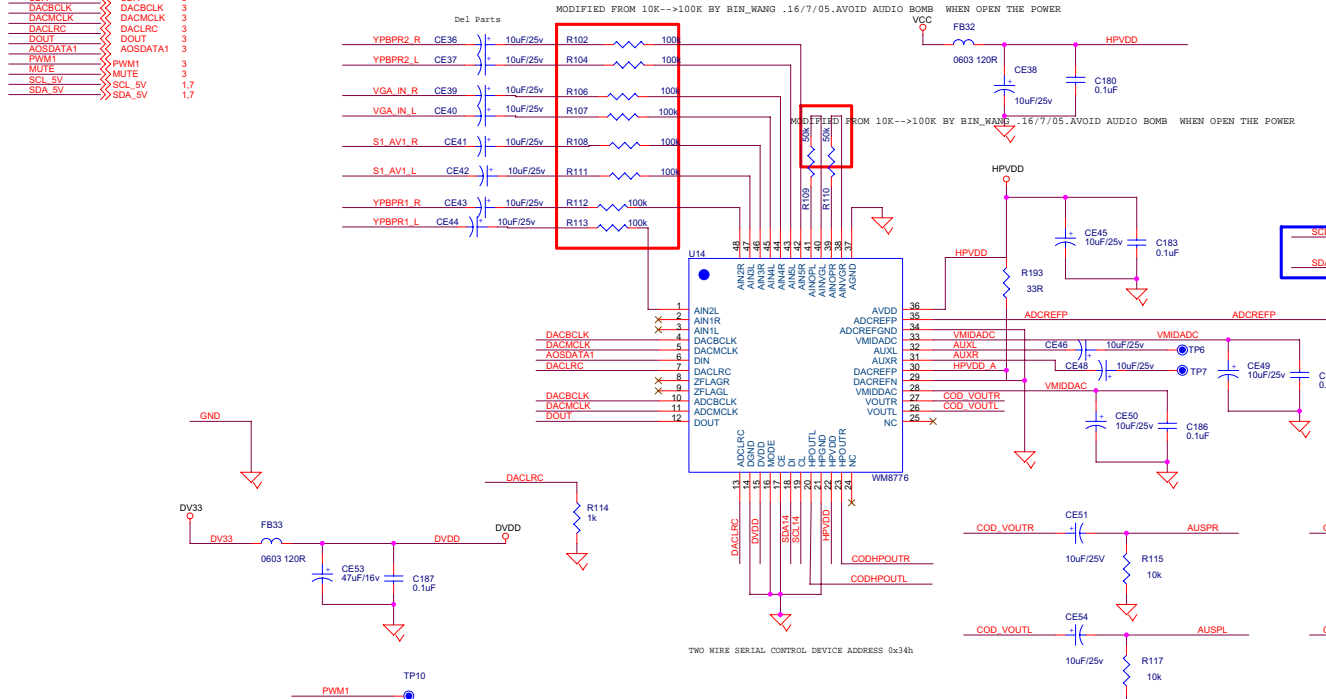 DACBCLK DACBCLK 3
DACMCLK DACMCLK 3
DACLRC DACLRC 3
DOUT DOUT 3
AOSDATA1 AOSDATA1 3
PWM1 PWM1 3
MUTE MUTE 3
SCL_5V SCL_5V 1,7
SDA_5V SDA_5V 1,7
MODIFIED FROM 10K-->100K BY BIN_WANG .16/7/05.AVOID AUDIO BOMB WHEN OPEN THE POWER
Del Parts
YPBPR2_R CE36 10uF/25v R102 100k
YPBPR2_L CE37 10uF/25v R104 100k
VGA_IN_R CE39 10uF/25v R106 100k
VGA_IN_L CE40 10uF/25v R107 100k
S1_AV1_R CE41 10uF/25v R108 100k
S1_AV1_L CE42 10uF/25v R111 100k
YPBPR1_R CE43 10uF/25v R112 100k
YPBPR1_L CE44 10uF/25v R113 100k
VCC
FB32
HPVDD
0603 120R
CE38
10uF/25v
C180
0.1uF
MODIFIED FROM 10K-->100K BY BIN_WANG .16/7/05.AVOID AUDIO BOMB WHEN OPEN THE POWER
50k
50k
R109
R110
HPVDD
CE45
10uF/25v
C183
0.1uF
R193
33R
HPVDD
U14
48 47 46 45 44 43 42 41 40 39 38 37
AIN2R AIN3L AIN3R AIN4L AIN4R AIN5L AIN5R AINOPL AINVGL AINOPR AINVGR AGND
1 AIN2L
2 AIN1R
3 AIN1L
DACBCLK 4 DACBCLK
DACMCLK 5 DACMCLK
AOSDATA1 6 DIN
DACLRC 7 DACLRC
8 ZFLAGR
9 ZFLAGL
DACBCLK 10 ADCBCLK
DACMCLK 11 ADCMCLK
DOUT 12 DOUT
AVDD 36
ADCREFP 35 ADCREFP ADCREFP
ADCREFGND 34
VMIDADC 33 VMIDADC VMIDADC
AUXL 32 AUXL CE46 10uF/25v TP6
AUXR 31 AUXR CE48 10uF/25v TP7
DACREFP 30 HPVDD_A
DACREFN 29
VMIDDAC 28 VMIDDAC
VOUTR 27 COD_VOUTR
VOUTL 26 COD_VOUTL
NC 25
CE49
10uF/25v
CE50
10uF/25v
C186
0.1uF
ADCLRC DGND DVDD MODE CE DI CL HPOUTL HPGND HPVDD HPOUTR NC
WM8776
13 14 15 16 17 18 19 20 21 22 23 24
DACLRC DVDD SDA14 SCL14 HPVDD
CODHPOUTR
CODHPOUTL
GND
DACLRC
R114
1k
DV33
FB33
DVDD
DV33 DVDD
0603 120R
CE53
47uF/16v
C187
0.1uF
CE51
COD_VOUTR AUSPR
10uF/25V
R115
10k
CE54
COD_VOUTL AUSPL
10uF/25v
R117
10k
TWO WIRE SERIAL CONTROL DEVICE ADDRESS 0x34h
TP10
PWM1